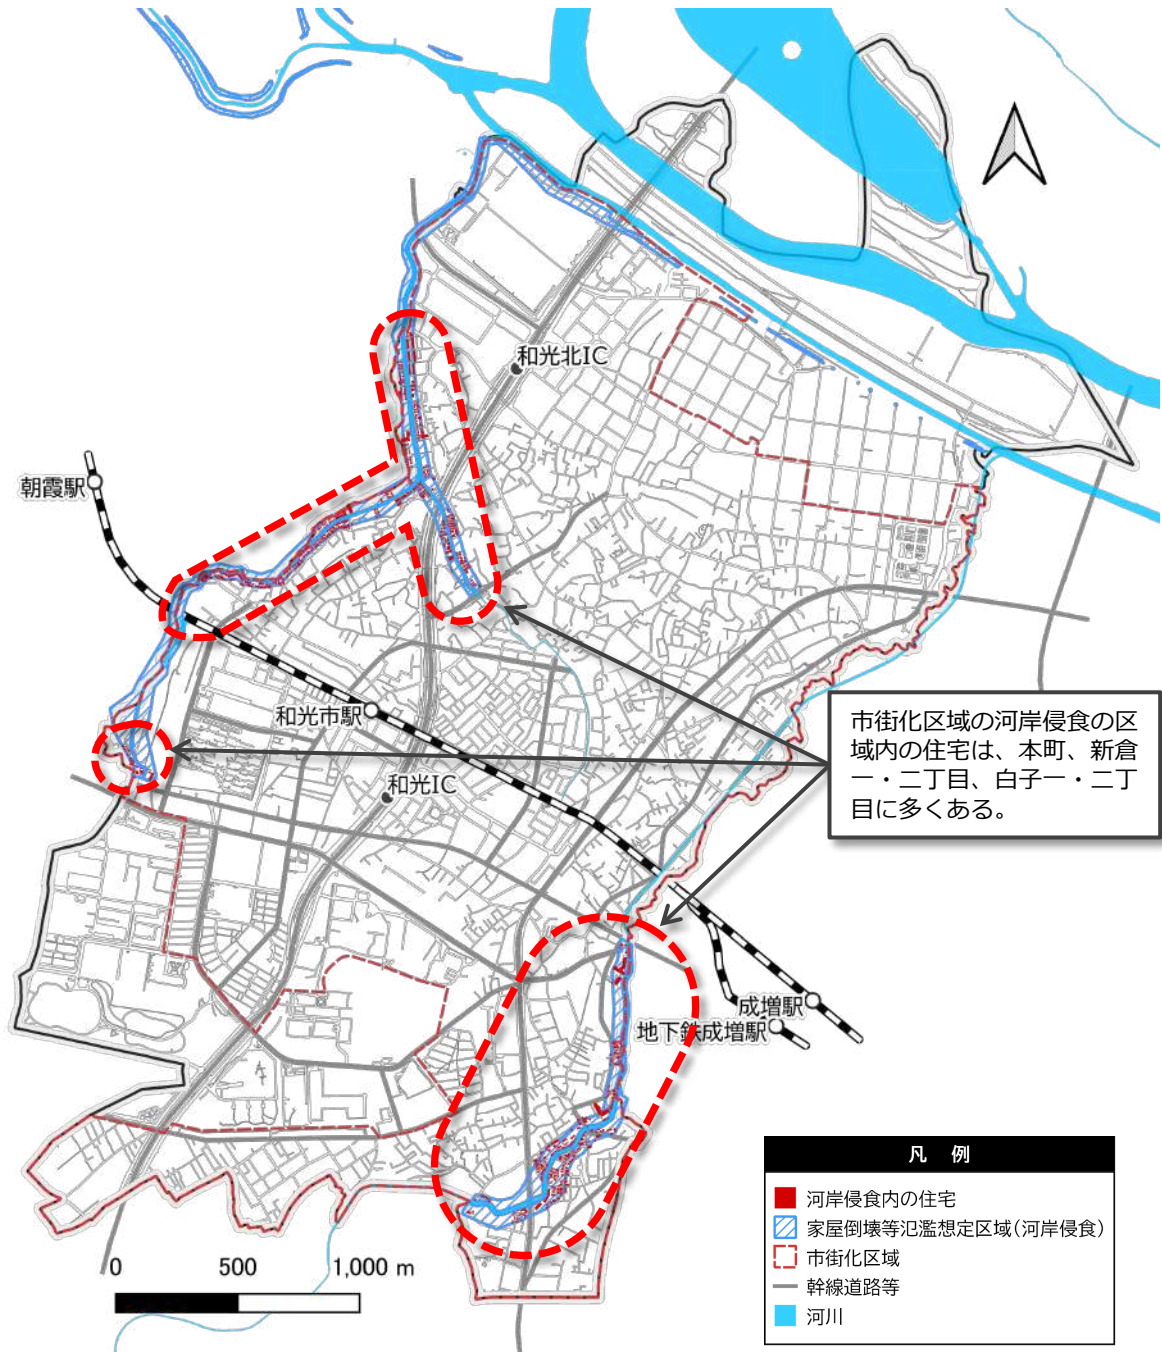 和光北IC
朝霞駅
和光市駅
和光IC
市街化区域の河岸侵食の区
域内の住宅は、本町、新倉
一・二丁目、白子一・二丁
目に多くある。
成増駅
地下鉄成増駅
凡 例
河岸侵食内の住宅
家屋倒壊等氾濫想定区域(河岸侵食)
市街化区域
幹線道路等
河川
0 500 1,000 m